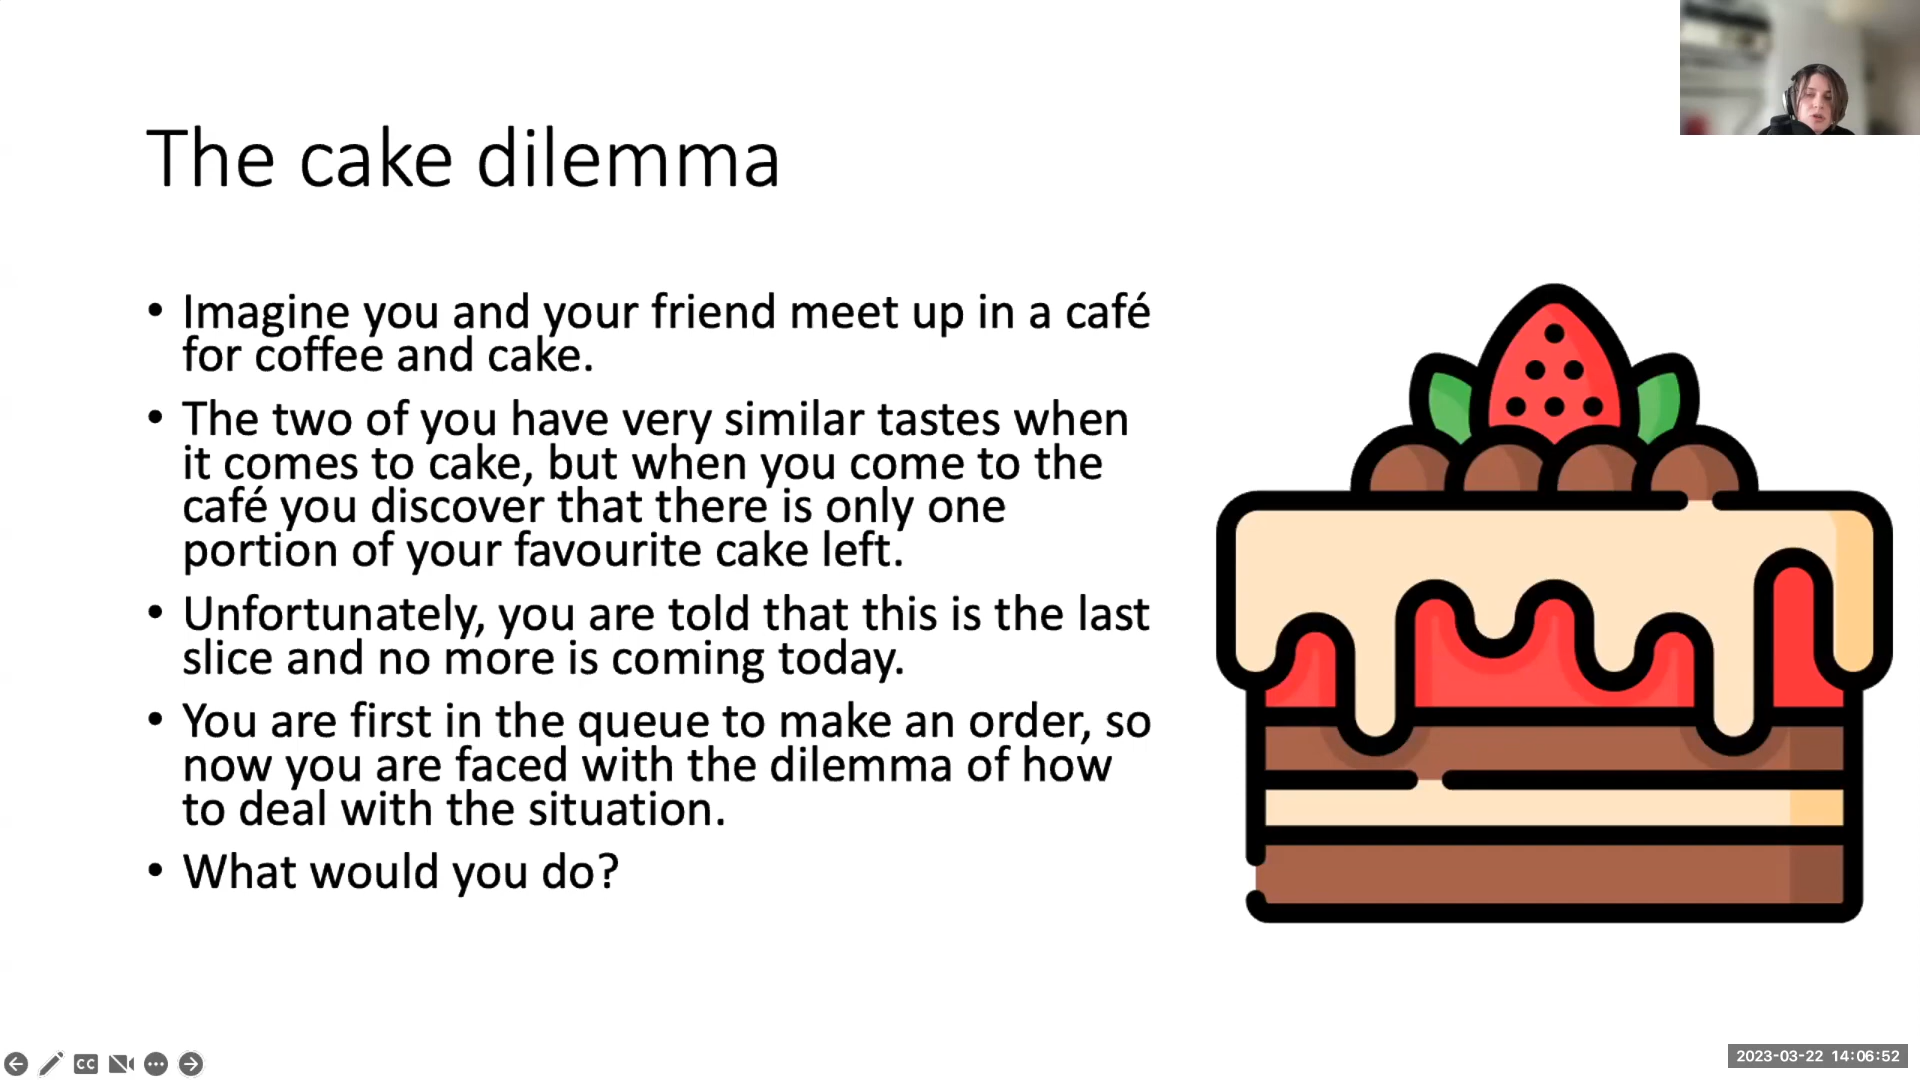 The cake dilemma
• Imagine you and your friend meet up in a café
for coffee and cake.
• The two of you have very similar tastes when
it comes to cake, but when you come to the
café you discover that there is only one
portion of your favourite cake left.
• Unfortunately, you are told that this is the last
slice and no more is coming today.
• You are first in the queue to make an order, so
now you are faced with the dilemma of how
to deal with the situation.
• What would you do?
CC
2023-03-22 14:06:52